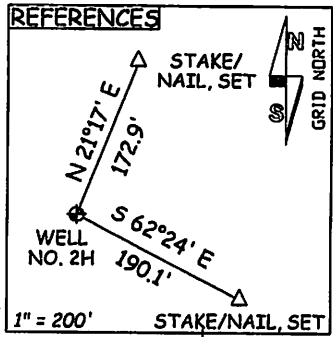 REFERENCES
STAKE/
NAIL, SET
N
S
GRID NORTH
N 21°17' E
172.9'
S 62°24' E
190.1'
WELL
NO. 2H
1" = 200'
STAKE/NAIL, SET